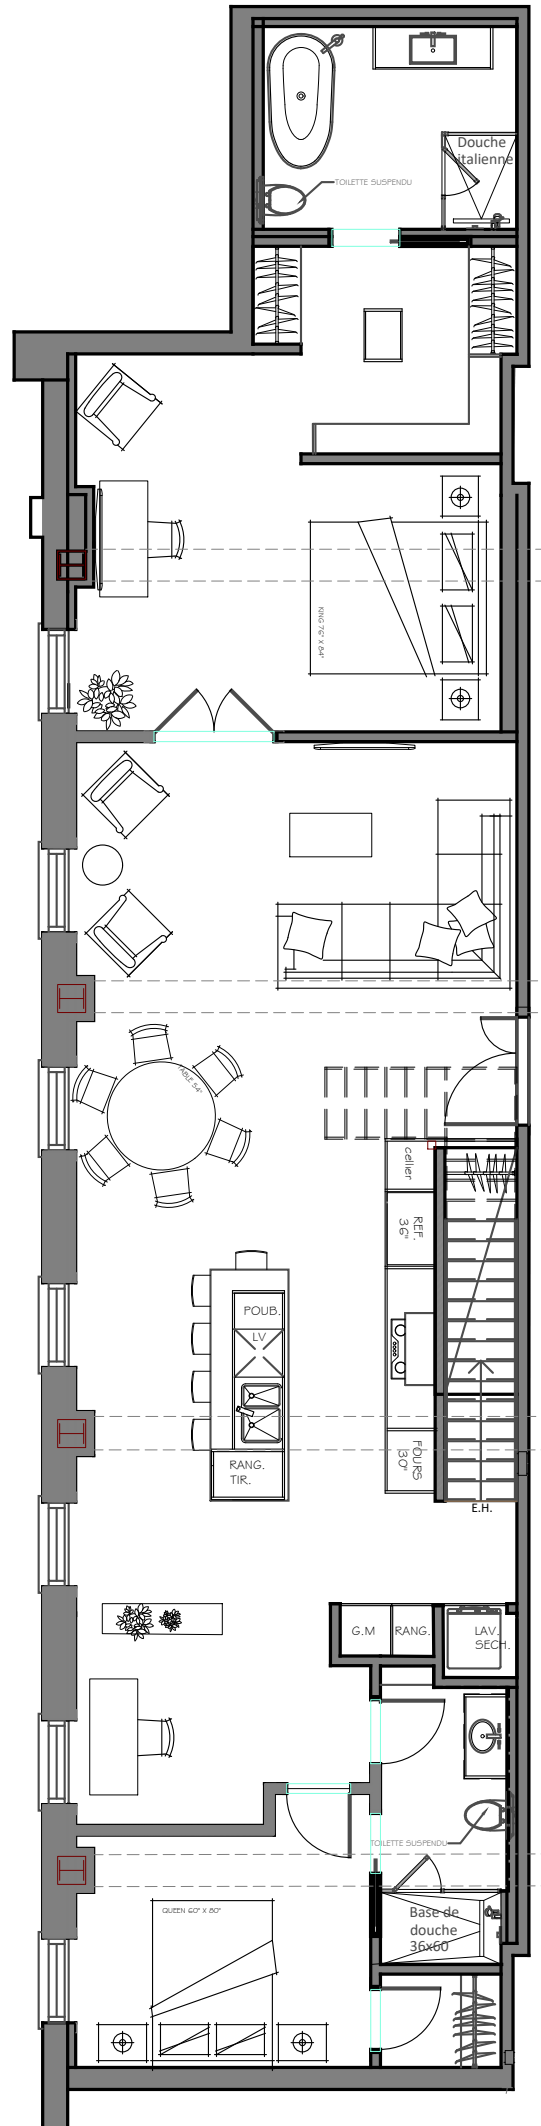 Douche
italienne
TOILETTE SUSPENDU
KING 76" X 84"
TABLE 54"
cellier
REF.
36"
POUB.
LV
RANG.
TIR.
FOURS
30"
E.H.
G.M
RANG.
LAV.
SECH.
TOILETTE SUSPENDU
QUEEN 60" X 80"
Base de
douche
36x60